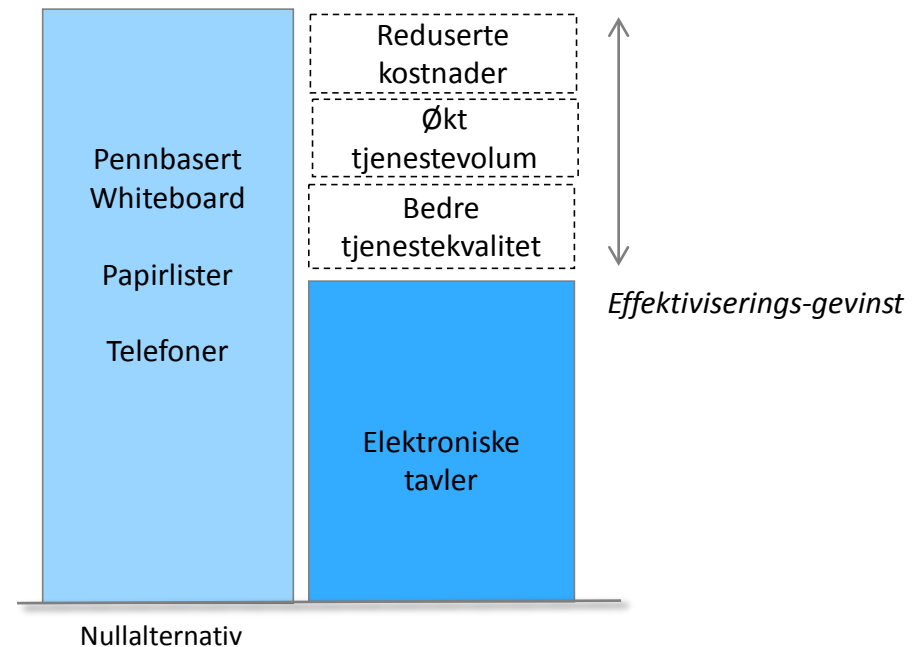 Pennbasert
Whiteboard
Papirlister
Telefoner
Reduserte
kostnader
Økt
tjenestevolum
Bedre
tjenestekvalitet
Effektiviserings-gevinst
Elektroniske
tavler
Nullalternativ